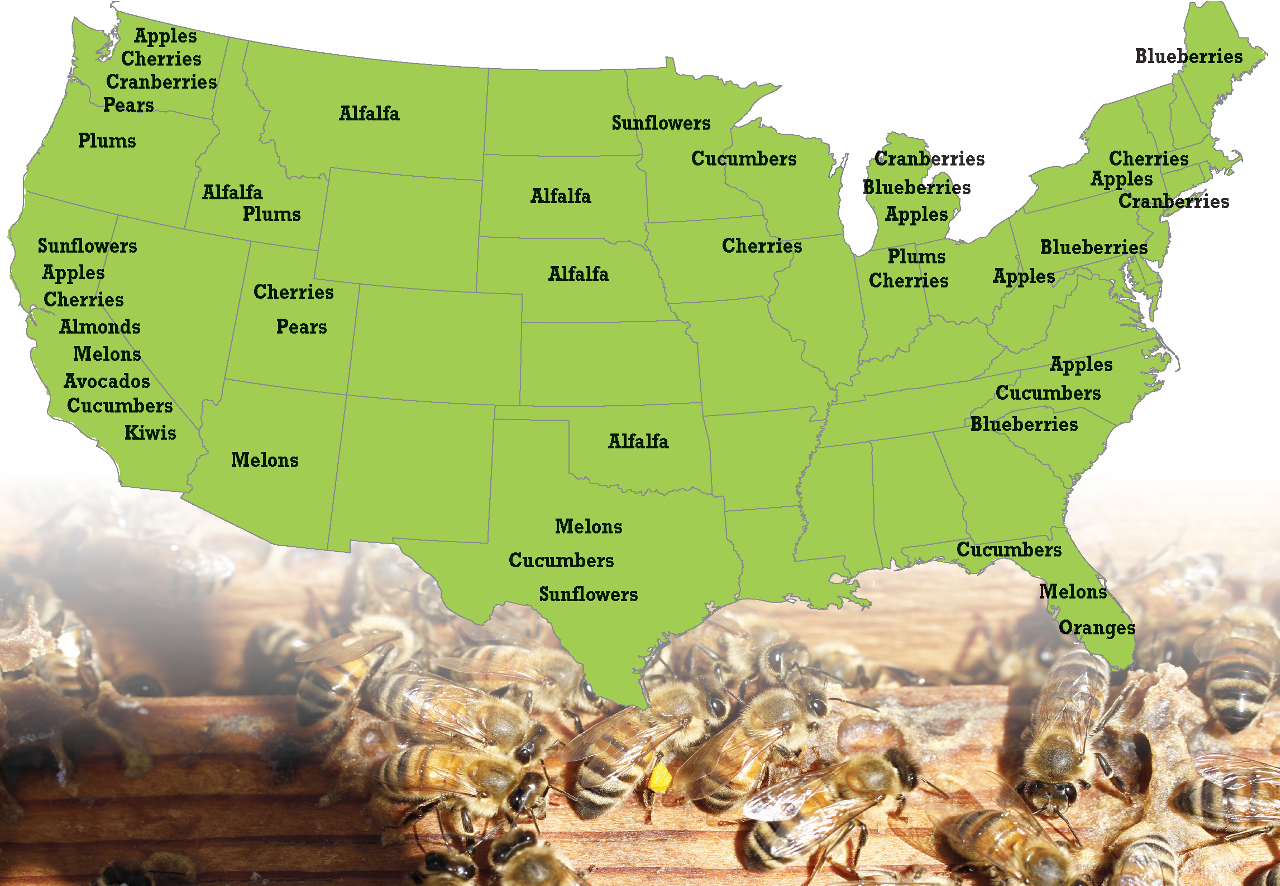 Apples
Cherries
Cranberries
Pears
Plums
Alfalfa
Alfalfa
Plums
Sunflowers
Apples
Cherries
Almonds
Melons
Avocados
Cucumbers
Kiwis
Cherries
Pears
Melons
Sunflowers
Cucumbers
Alfalfa
Alfalfa
Cherries
Alfalfa
Melons
Cucumbers
Sunflowers
Cranberries
Blueberries
Apples
Plums
Cherries
Blueberries
Cherries
Apples
Cranberries
Blueberries
Apples
Apples
Cucumbers
Blueberries
Cucumbers
Melons
Oranges